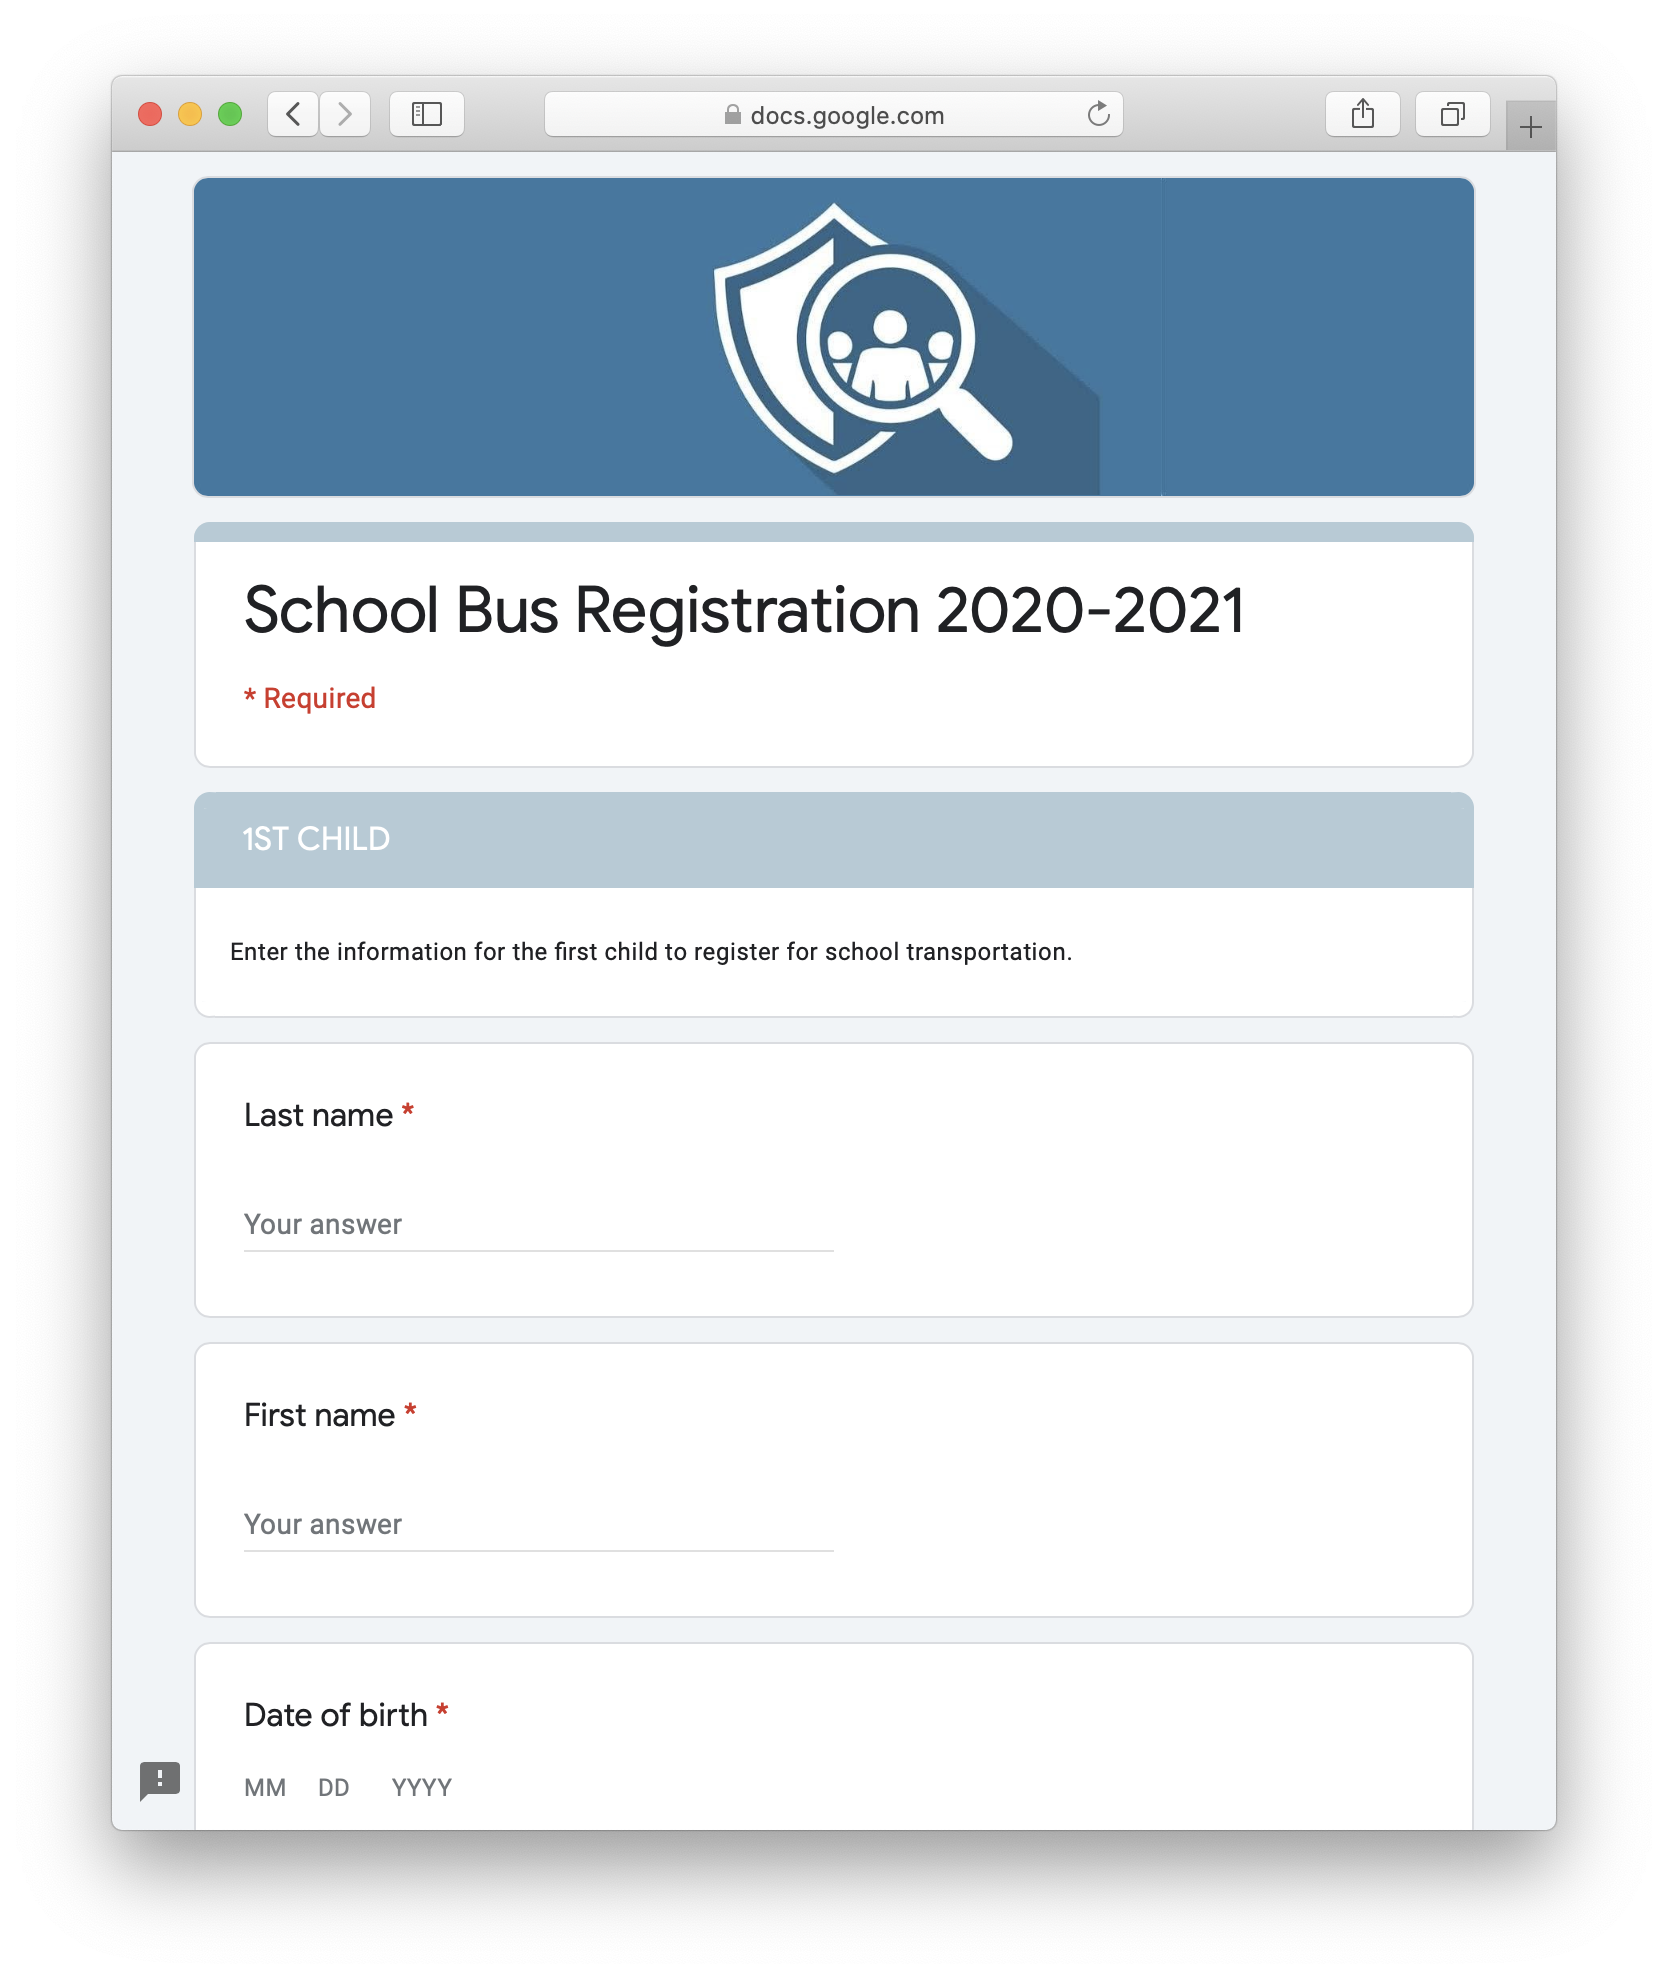 docs.google.com
School Bus Registration 2020-2021
* Required
1ST CHILD
Enter the information for the first child to register for school transportation.
Last name *
Your answer
First name *
Your answer
Date of birth *
MM DD YYYY